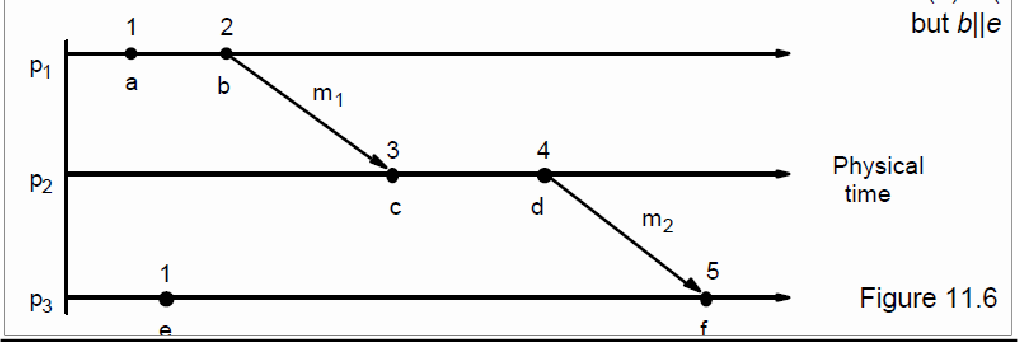 but b||e
1 2
p1
a b
m1
3 4
p2
Physical
time
c d
m2
1 5
p3
Figure 11.6
e f